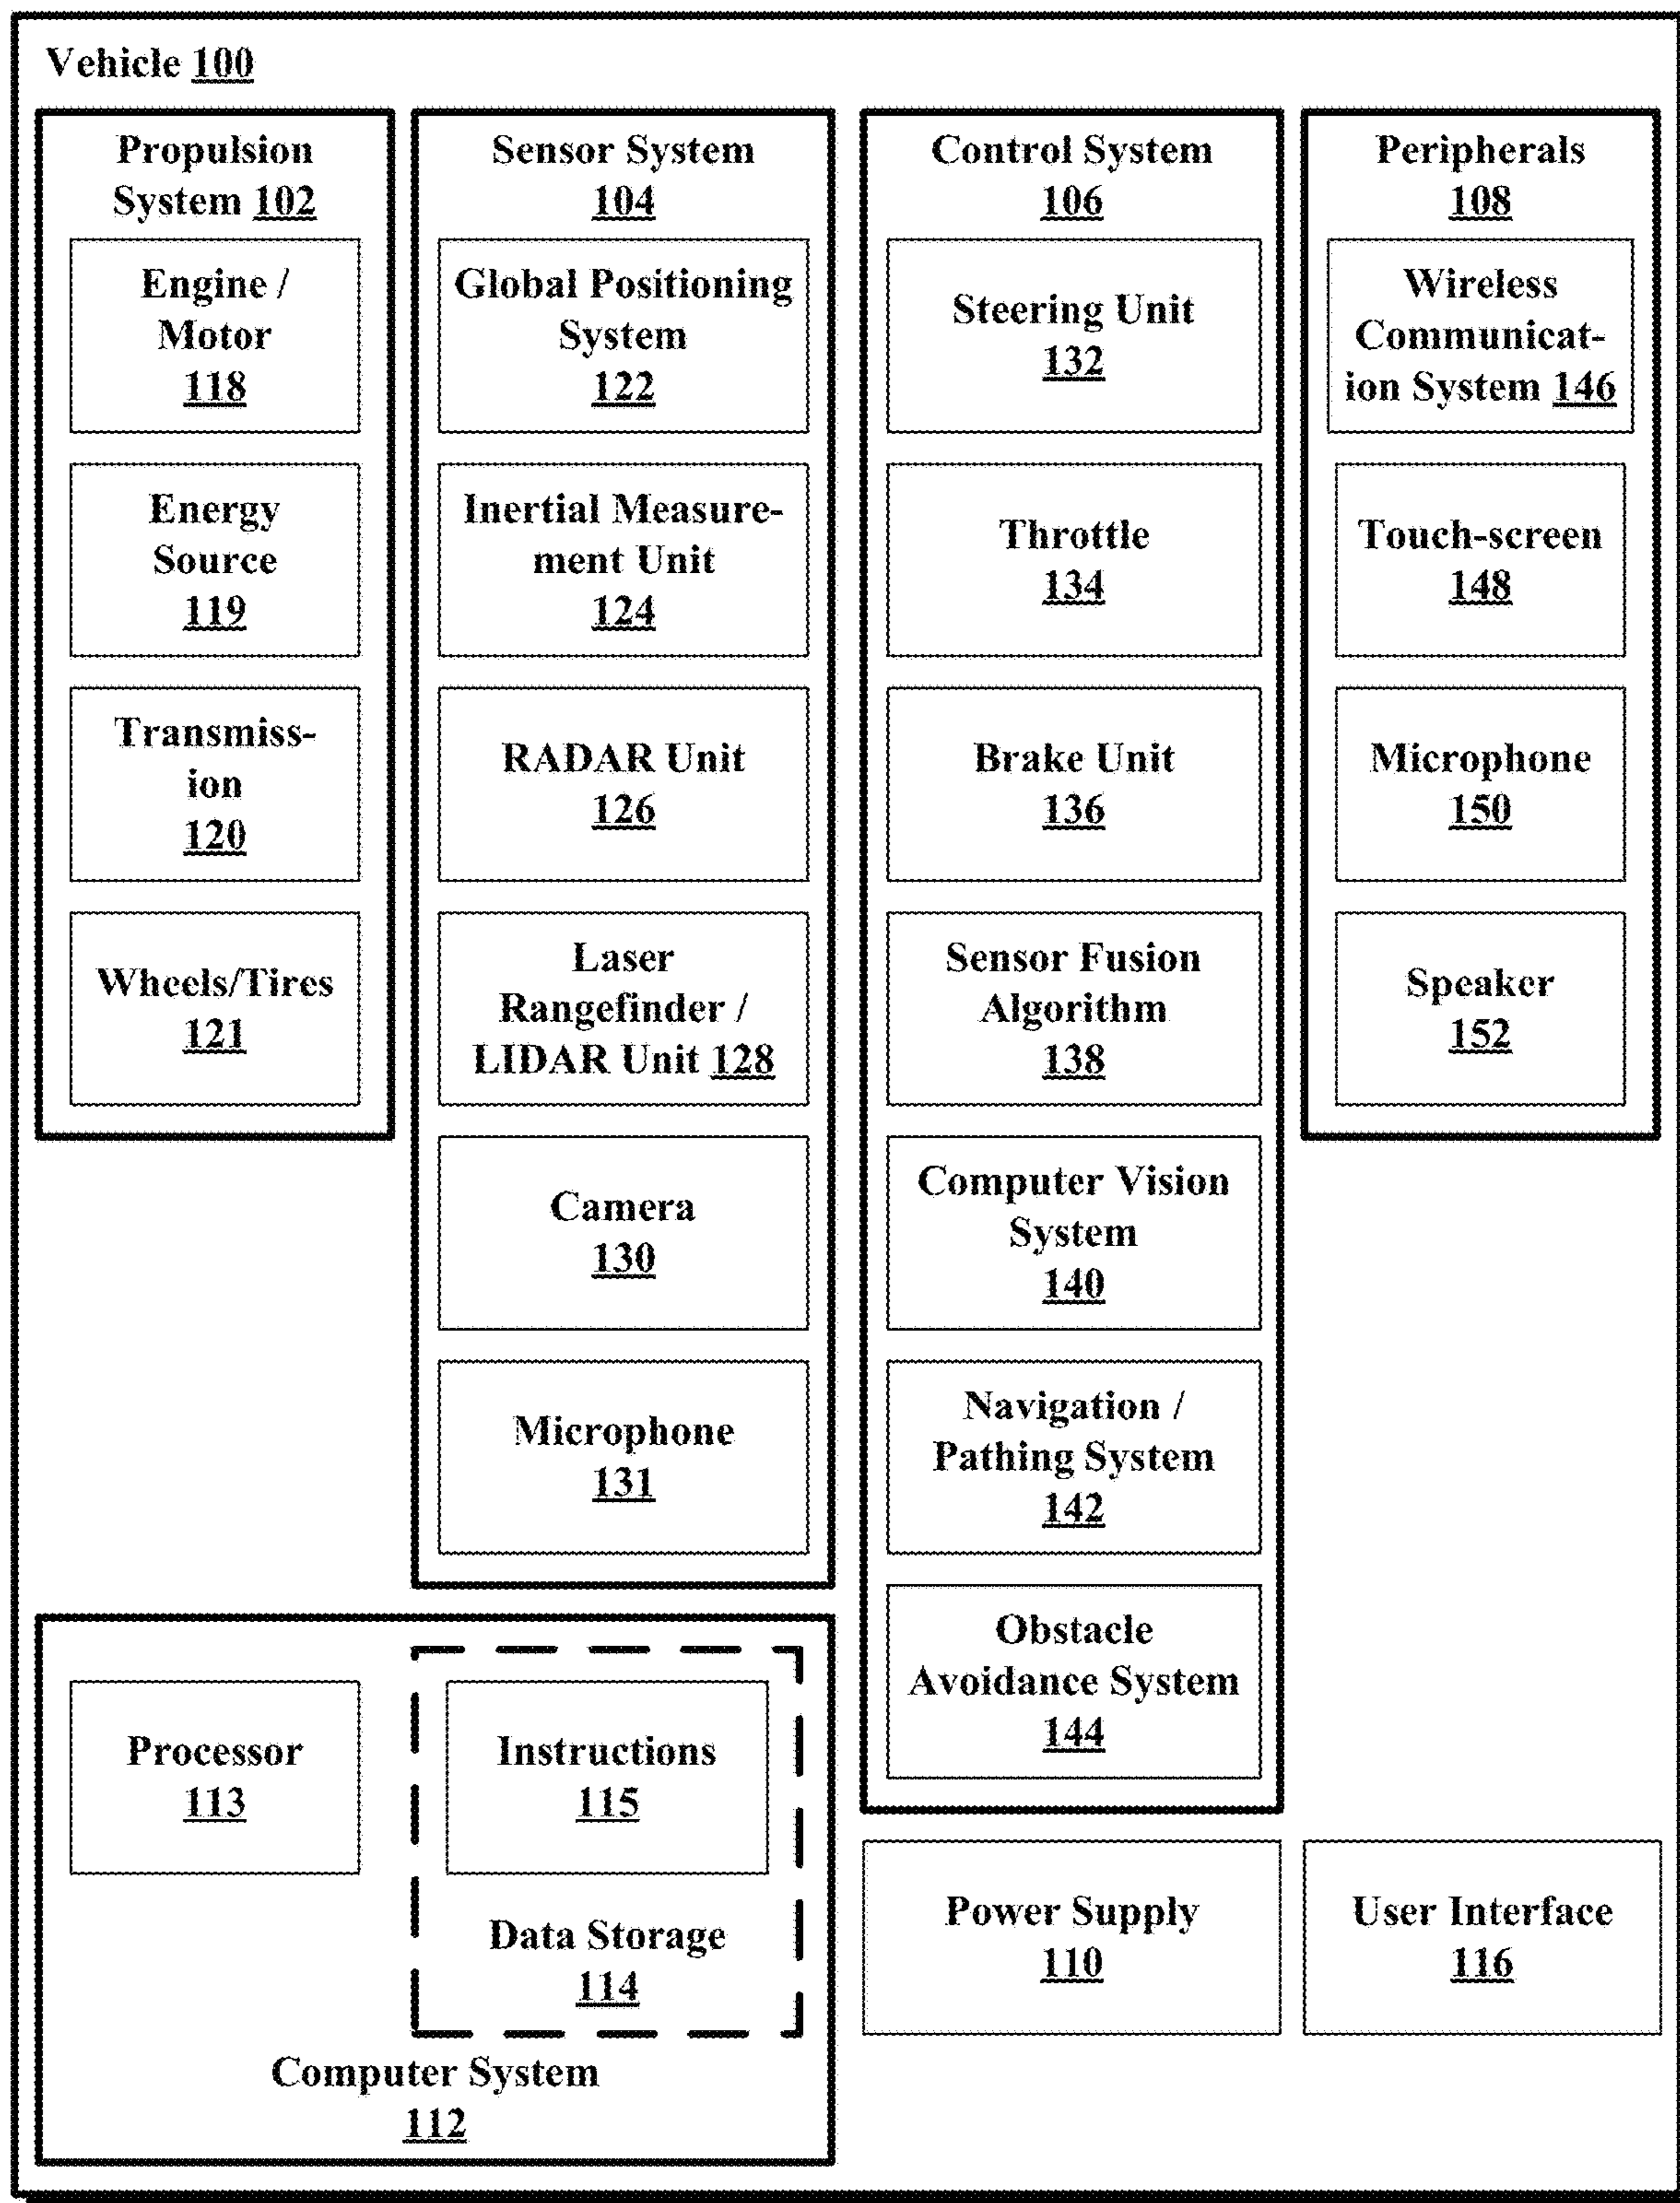 Vehicle 100
Propulsion
System 102
Engine /
Motor
118
Energy
Source
119
Transmiss-
ion
120
Wheels/Tires
121
Sensor System
104
Global Positioning
System
122
Inertial Measure-
ment Unit
124
RADAR Unit
126
Laser
Rangefinder /
LIDAR Unit 128
Camera
130
Microphone
131
Control System
106
Steering Unit
132
Throttle
134
Brake Unit
136
Sensor Fusion
Algorithm
138
Computer Vision
System
140
Navigation /
Pathing System
142
Obstacle
Avoidance System
144
Peripherals
108
Wireless
Communicat-
ion System 146
Touch-screen
148
Microphone
150
Speaker
152
Processor
113
Instructions
115
Data Storage
114
Computer System
112
Power Supply
110
User Interface
116